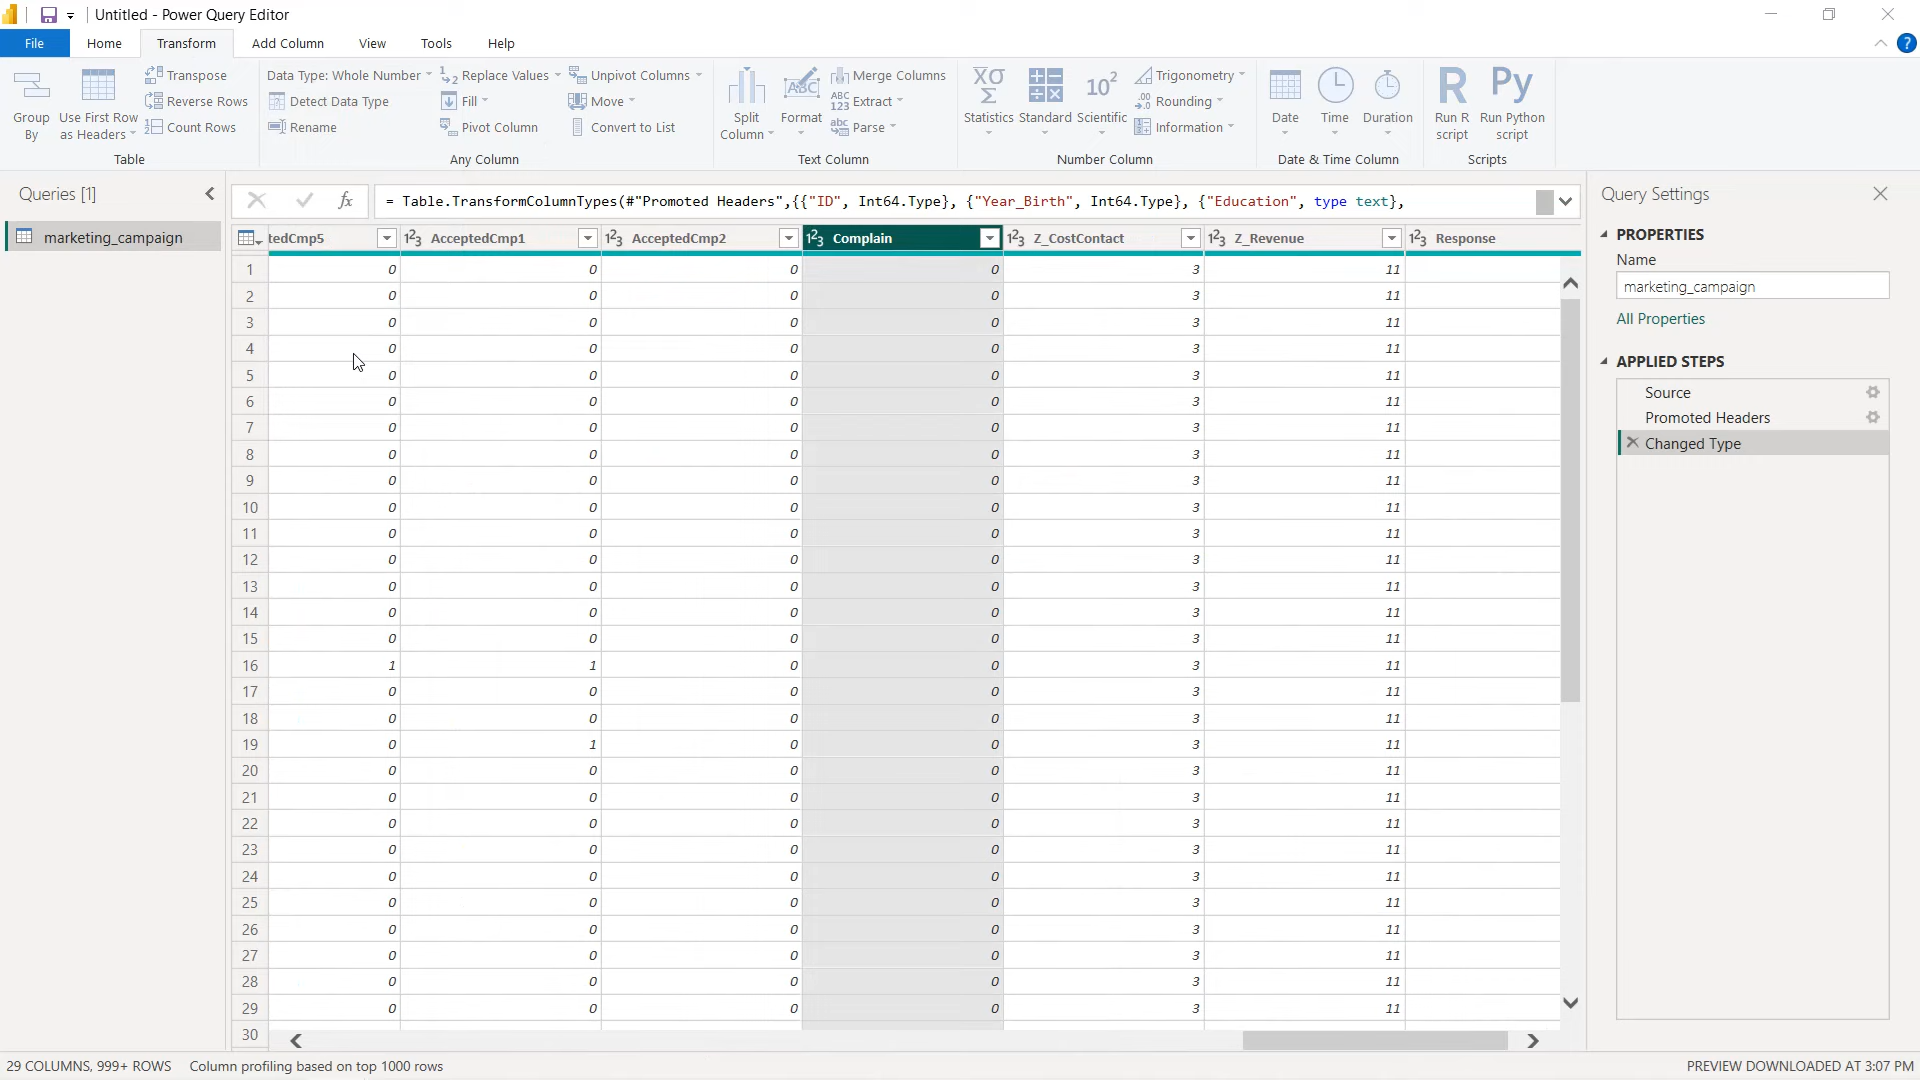 Untitled - Power Query Editor
File Home Transform Add Column View Tools Help
Group By
Use First Row as Headers
Transpose
Reverse Rows
Count Rows
Table
Data Type: Whole Number
Detect Data Type
Rename
Replace Values
Fill
Pivot Column
Unpivot Columns
Move
Convert to List
Any Column
Split Column
Format
Merge Columns
Extract
Parse
Text Column
Statistics
Standard
Scientific
Trigonometry
Rounding
Information
Number Column
Date
Time
Duration
Date & Time Column
Run R script
Run Python script
Scripts
Queries [1]
marketing_campaign
= Table.TransformColumnTypes(#"Promoted Headers",{{"ID", Int64.Type}, {"Year_Birth", Int64.Type}, {"Education", type text},
tedCmp5 AcceptedCmp1 AcceptedCmp2 Complain Z_CostContact Z_Revenue Response
1 0 0 0 0 3 11
2 0 0 0 0 3 11
3 0 0 0 0 3 11
4 0 0 0 0 3 11
5 0 0 0 0 3 11
6 0 0 0 0 3 11
7 0 0 0 0 3 11
8 0 0 0 0 3 11
9 0 0 0 0 3 11
10 0 0 0 0 3 11
11 0 0 0 0 3 11
12 0 0 0 0 3 11
13 0 0 0 0 3 11
14 0 0 0 0 3 11
15 0 0 0 0 3 11
16 1 1 0 0 3 11
17 0 0 0 0 3 11
18 0 0 0 0 3 11
19 0 1 0 0 3 11
20 0 0 0 0 3 11
21 0 0 0 0 3 11
22 0 0 0 0 3 11
23 0 0 0 0 3 11
24 0 0 0 0 3 11
25 0 0 0 0 3 11
26 0 0 0 0 3 11
27 0 0 0 0 3 11
28 0 0 0 0 3 11
29 0 0 0 0 3 11
30
Query Settings
PROPERTIES
Name
marketing_campaign
All Properties
APPLIED STEPS
Source
Promoted Headers
Changed Type
29 COLUMNS, 999+ ROWS Column profiling based on top 1000 rows
PREVIEW DOWNLOADED AT 3:07 PM